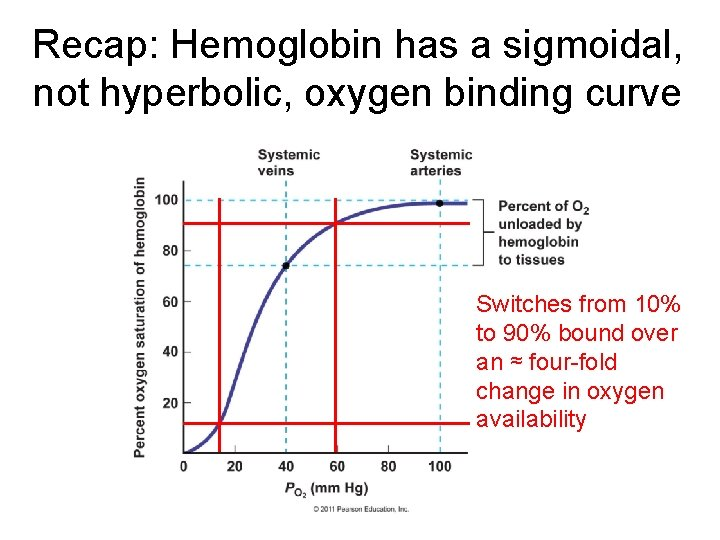 Recap: Hemoglobin has a sigmoidal,
not hyperbolic, oxygen binding curve
Systemic
veins
Systemic
arteries
Percent oxygen saturation of hemoglobin
100
80
60
40
20
0 20 40 60 80 100
PO2 (mm Hg)
Percent of O2
unloaded by
hemoglobin
to tissues
Switches from 10%
to 90% bound over
an ≈ four-fold
change in oxygen
availability
© 2011 Pearson Education, Inc.